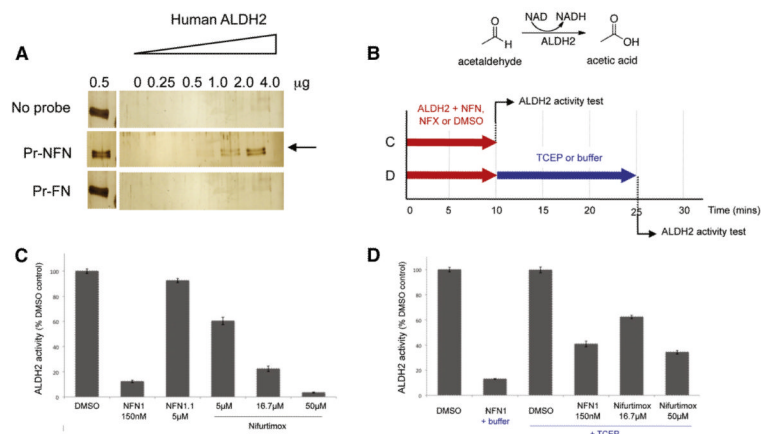 A
Human ALDH2
0.5 0 0.25 0.5 1.0 2.0 4.0 μg
No probe
Pr-NFN
Pr-FN
B
NAD NADH
ALDH2
O
H
O
OH
acetaldehyde acetic acid
ALDH2 + NFN,
NFX or DMSO
ALDH2 activity test
C
TCEP or buffer
D
0 5 10 15 20 25 30 Time (mins)
ALDH2 activity test
C
ALDH2 activity (% DMSO control)
100
80
60
40
20
0
DMSO NFN1 NFN1.1 5μM 16.7μM 50μM
150nM 5μM
Nifurtimox
D
ALDH2 activity (% DMSO control)
100
80
60
40
20
0
DMSO NFN1 DMSO NFN1 Nifurtimox Nifurtimox
+ buffer 150nM 16.7μM 50μM
+ TCEP